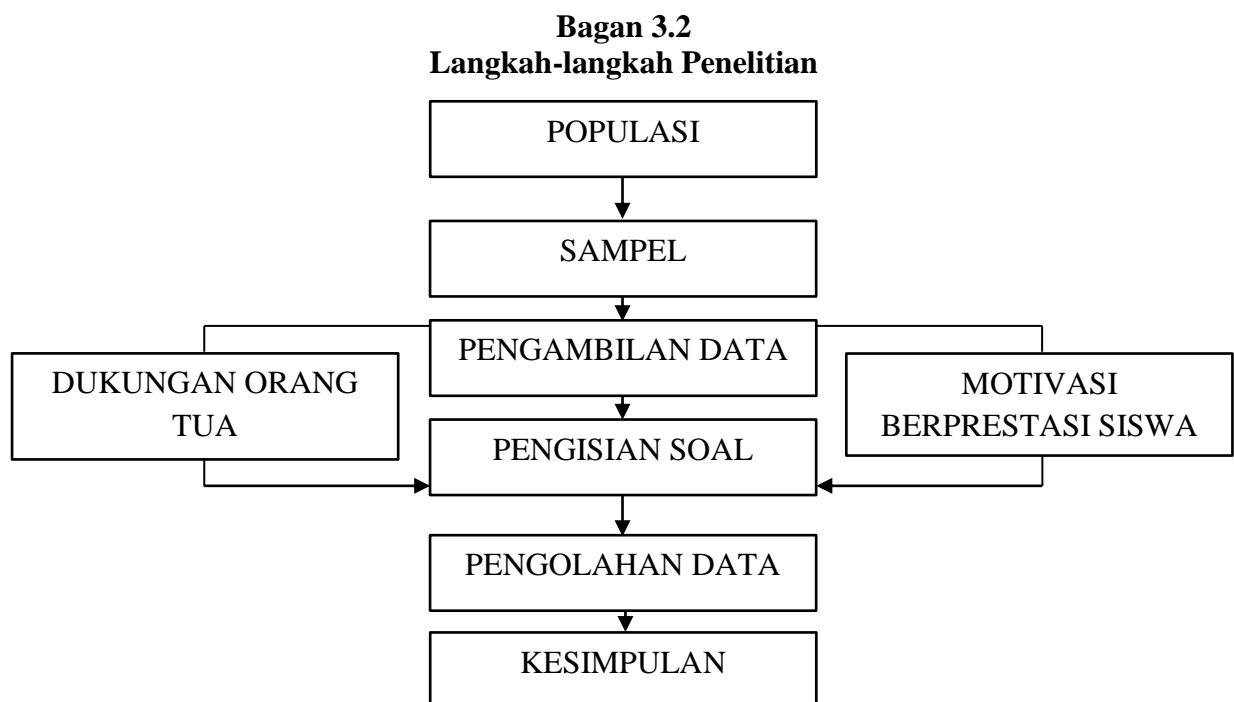 Bagan 3.2
Langkah-langkah Penelitian
POPULASI
SAMPEL
PENGAMBILAN DATA
DUKUNGAN ORANG
TUA
MOTIVASI
BERPRESTASI SISWA
PENGISIAN SOAL
PENGOLAHAN DATA
KESIMPULAN